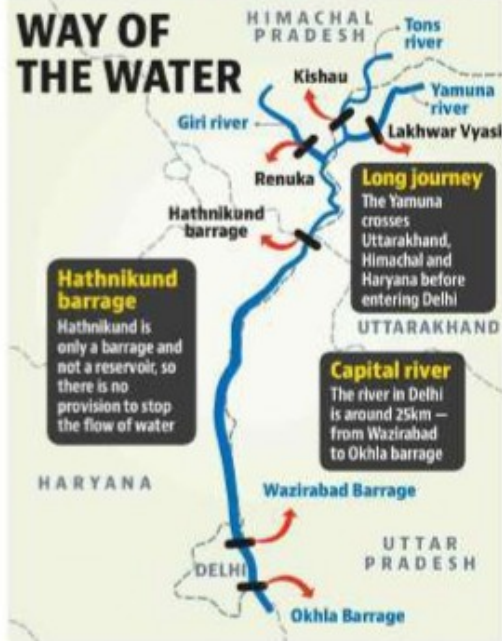 WAY OF
THE WATER
HIMACHAL
PRADESH
Tons
river
Kishau
Yamuna
river
Giri river
Lakhwar Vyasi
Renuka
Long journey
The Yamuna
crosses
Uttarakhand,
Himachal and
Haryana before
entering Delhi
Hathnikund
barrage
Hathnikund
barrage
Hathnikund is
only a barrage and
not a reservoir, so
there is no
provision to stop
the flow of water
UTTARAKHAND
Capital river
The river in Delhi
is around 25km —
from Wazirabad
to Okhla barrage
HARYANA
Wazirabad Barrage
UTTAR
PRADESH
DELHI
Okhla Barrage